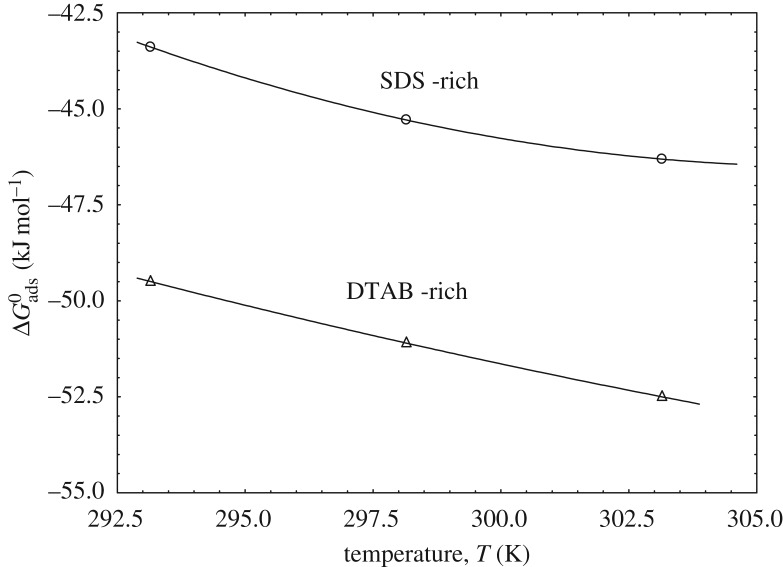 −42.5
−45.0
−47.5
−50.0
−52.5
−55.0
ΔG⁰ads (kJ mol⁻¹)
SDS -rich
DTAB -rich
292.5 295.0 297.5 300.0 302.5 305.0
temperature, T (K)